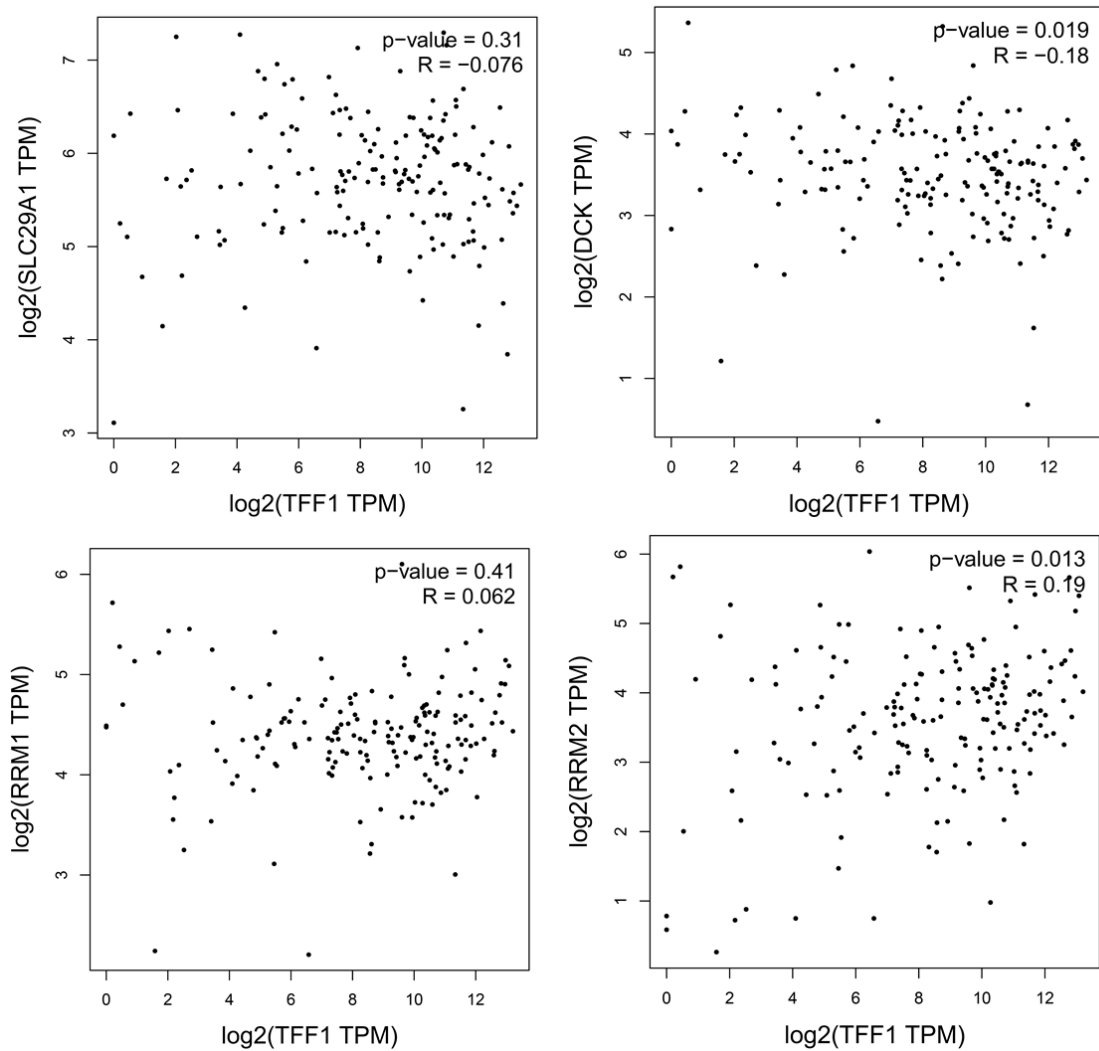 p−value = 0.31
R = −0.076
log2(SLC29A1 TPM)
7
6
5
4
3
0 2 4 6 8 10 12
log2(TFF1 TPM)
p−value = 0.019
R = −0.18
log2(DCK TPM)
5
4
3
2
1
0 2 4 6 8 10 12
log2(TFF1 TPM)
p−value = 0.41
R = 0.062
log2(RRM1 TPM)
6
5
4
3
0 2 4 6 8 10 12
log2(TFF1 TPM)
p−value = 0.013
R = 0.19
log2(RRM2 TPM)
6
5
4
3
2
1
0 2 4 6 8 10 12
log2(TFF1 TPM)